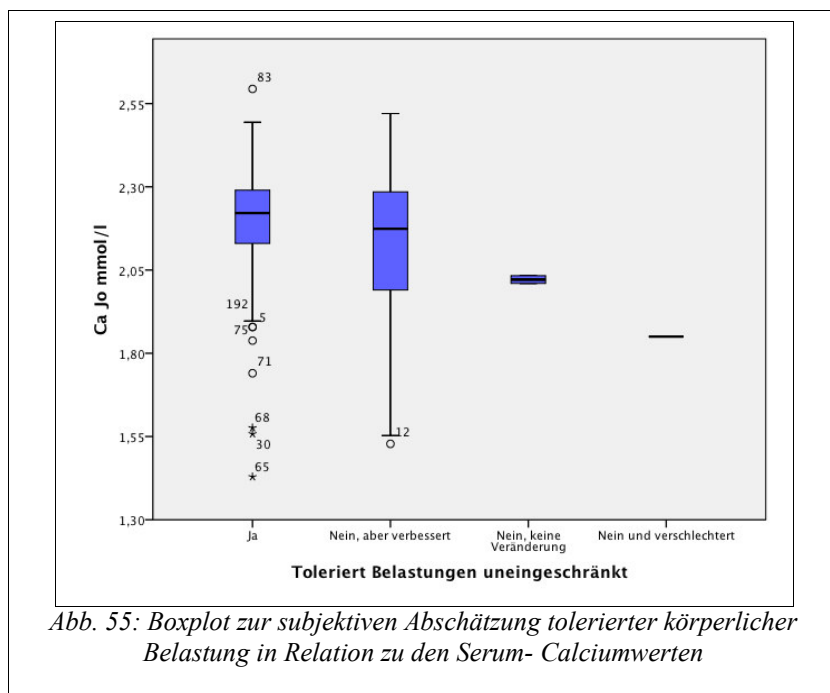 83
2,55
2,30
2,05
192
5
75
1,80
71
68
12
1,55
30
65
1,30
Ca Jo mmol/l
Ja
Nein, aber verbessert
Nein, keine
Veränderung
Nein und verschlechtert
Toleriert Belastungen uneingeschränkt
Abb. 55: Boxplot zur subjektiven Abschätzung tolerierter körperlicher
Belastung in Relation zu den Serum- Calciumwerten